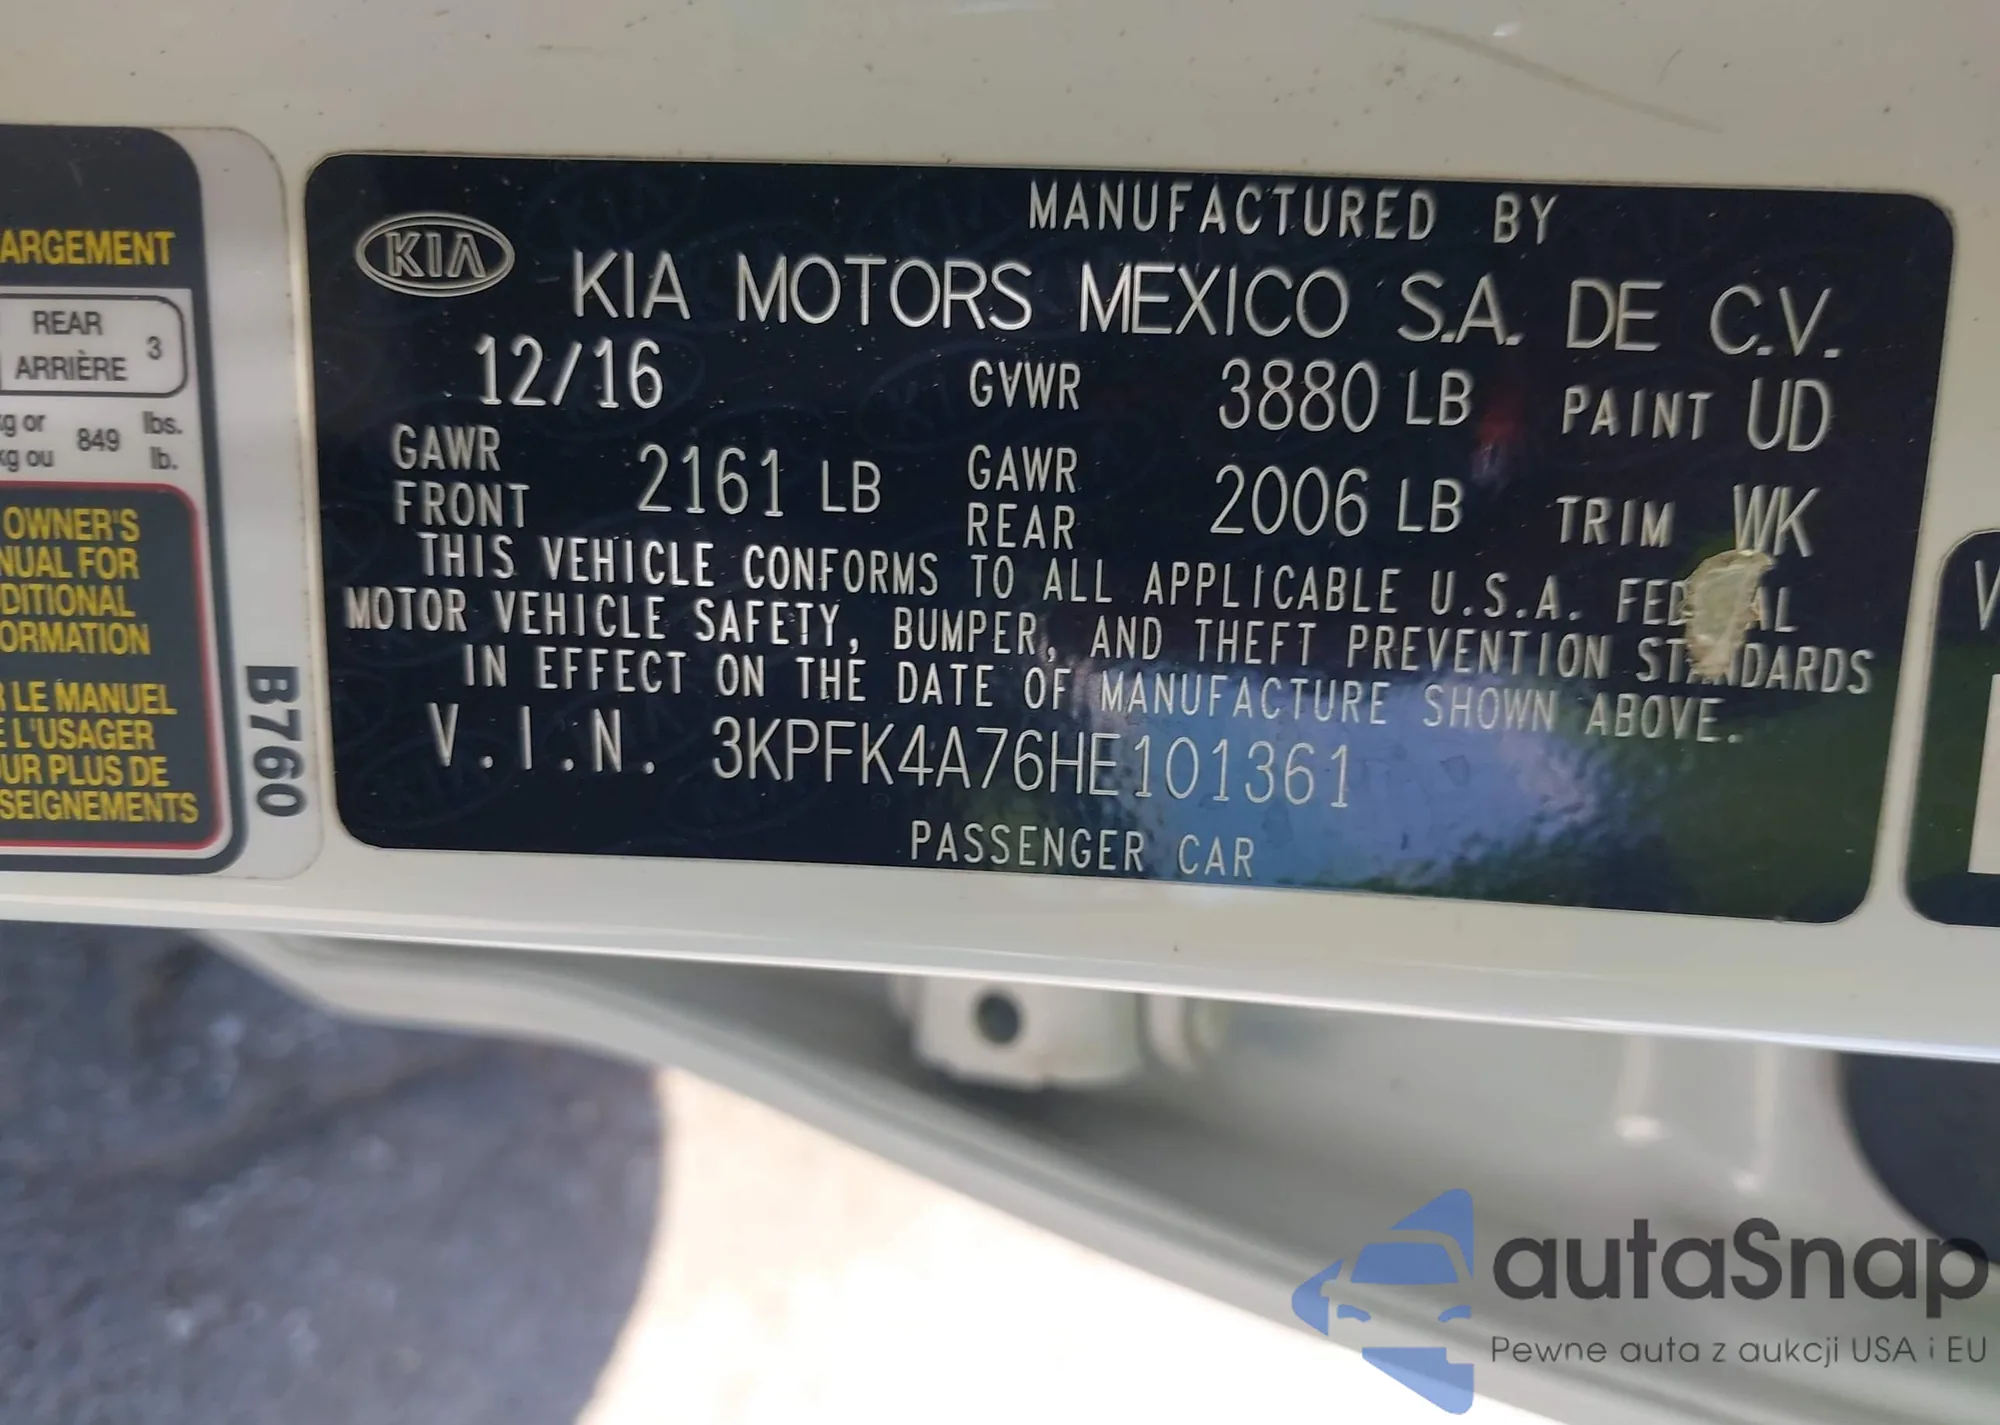 ARGEMENT
REAR
ARRIÈRE 3
kg or
kg ou 849 lbs.
lb.
OWNER'S
NUAL FOR
DITIONAL
ORMATION
R LE MANUEL
E L'USAGER
UR PLUS DE
SEIGNEMENTS
B760
MANUFACTURED BY
KIA KIA MOTORS MEXICO S.A. DE C.V.
12/16 GVWR 3880 LB PAINT UD
GAWR FRONT 2161 LB GAWR REAR 2006 LB TRIM WK
THIS VEHICLE CONFORMS TO ALL APPLICABLE U.S.A. FED AL
MOTOR VEHICLE SAFETY, BUMPER, AND THEFT PREVENTION STANDARDS
IN EFFECT ON THE DATE OF MANUFACTURE SHOWN ABOVE.
V.I.N. 3KPFK4A76HE101361
PASSENGER CAR
V
autaSnap
Pewne auta z aukcji USA i EU